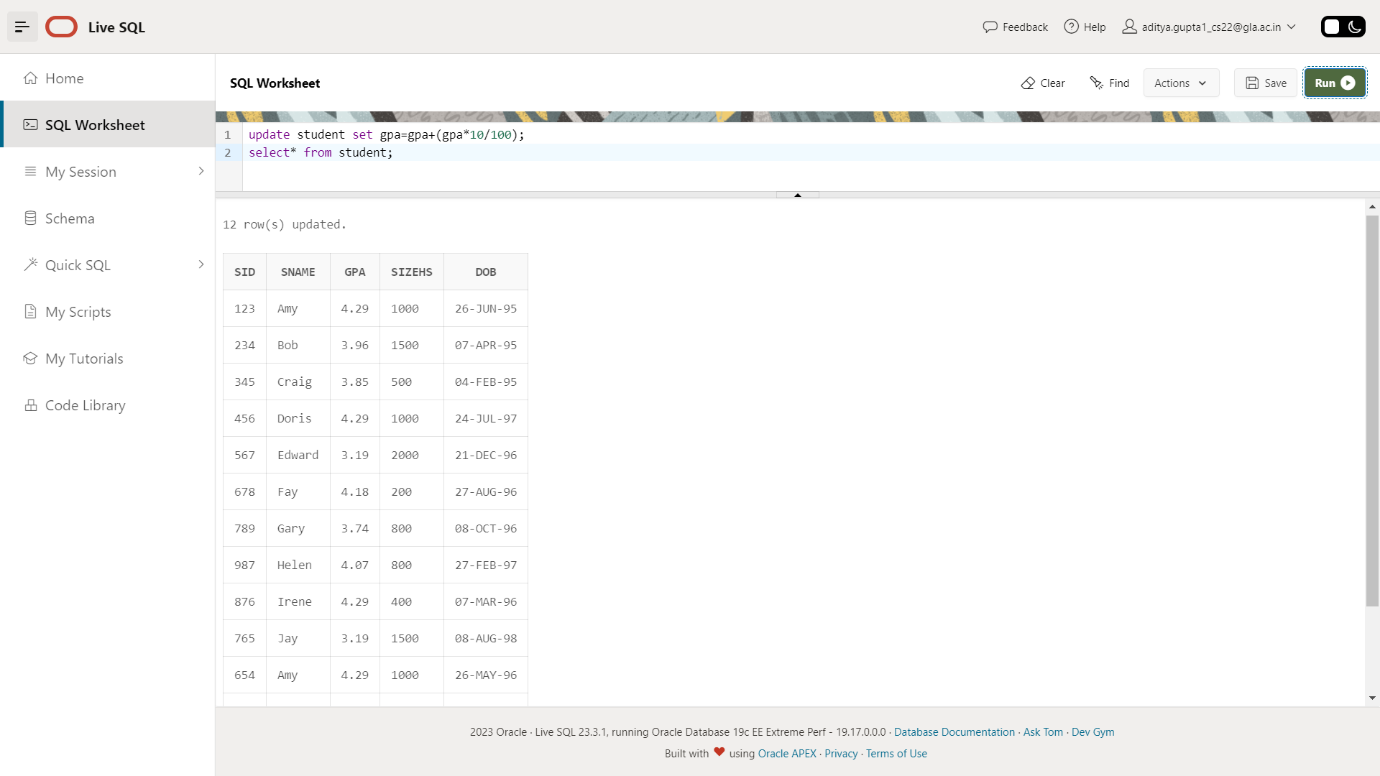 Live SQL
Feedback Help aditya.gupta1_cs22@gla.ac.in
Home
SQL Worksheet
My Session
Schema
Quick SQL
My Scripts
My Tutorials
Code Library
SQL Worksheet
Clear Find Actions Save Run
1 update student set gpa=gpa+(gpa*10/100);
2 select* from student;
12 row(s) updated.
SID SNAME GPA SIZEHS DOB
123 Amy 4.29 1000 26-JUN-95
234 Bob 3.96 1500 07-APR-95
345 Craig 3.85 500 04-FEB-95
456 Doris 4.29 1000 24-JUL-97
567 Edward 3.19 2000 21-DEC-96
678 Fay 4.18 200 27-AUG-96
789 Gary 3.74 800 08-OCT-96
987 Helen 4.07 800 27-FEB-97
876 Irene 4.29 400 07-MAR-96
765 Jay 3.19 1500 08-AUG-98
654 Amy 4.29 1000 26-MAY-96
2023 Oracle · Live SQL 23.3.1, running Oracle Database 19c EE Extreme Perf - 19.17.0.0.0 · Database Documentation · Ask Tom · Dev Gym
Built with ❤ using Oracle APEX · Privacy · Terms of Use